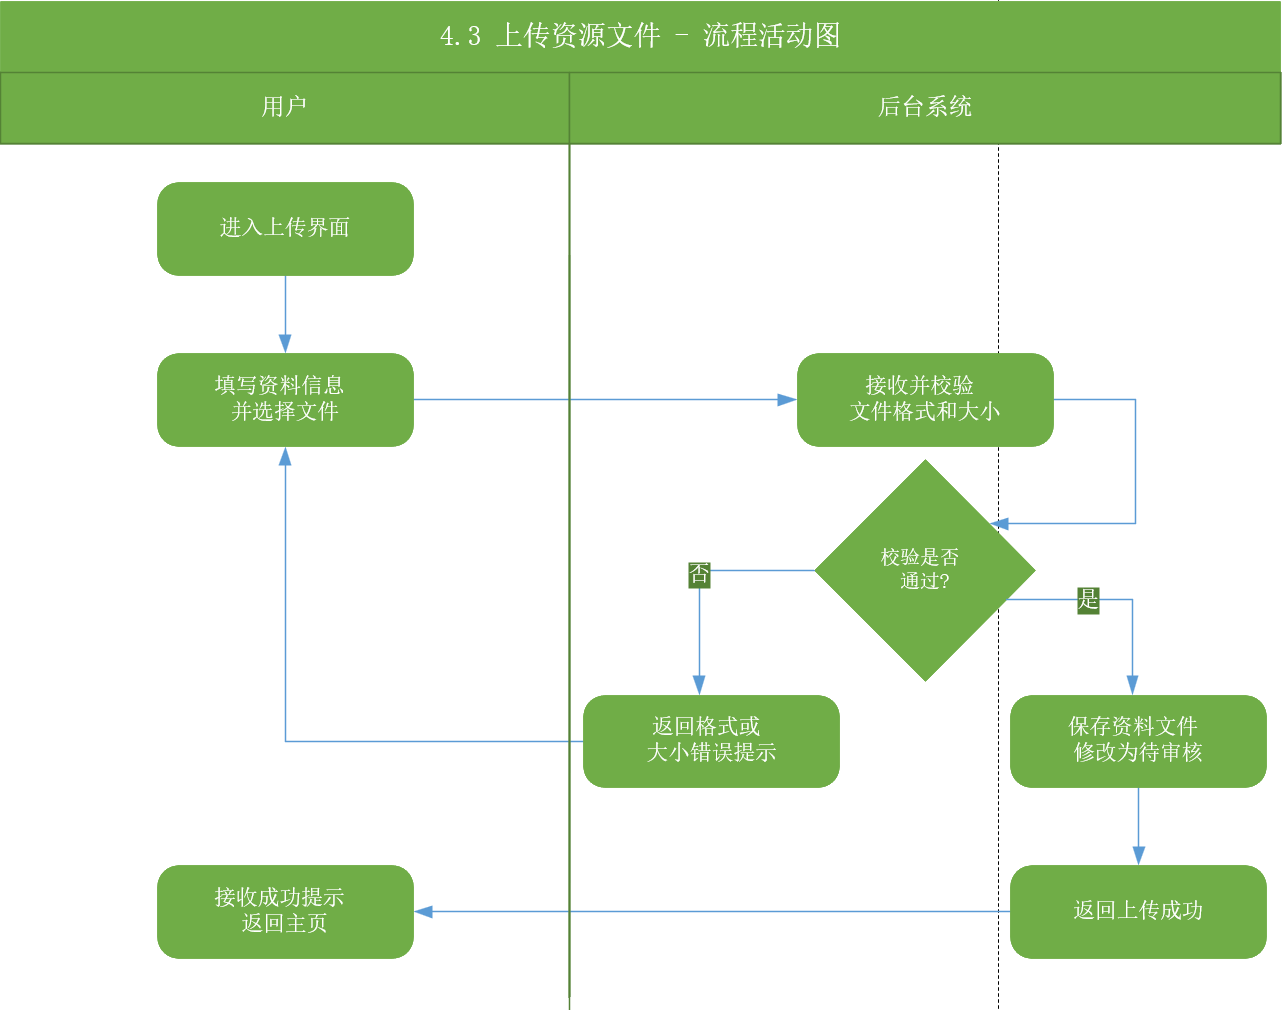 4.3 上传资源文件 - 流程活动图
用户
后台系统
进入上传界面
填写资料信息
并选择文件
接收并校验
文件格式和大小
校验是否
通过?
否
是
返回格式或
大小错误提示
保存资料文件
修改为待审核
接收成功提示
返回主页
返回上传成功